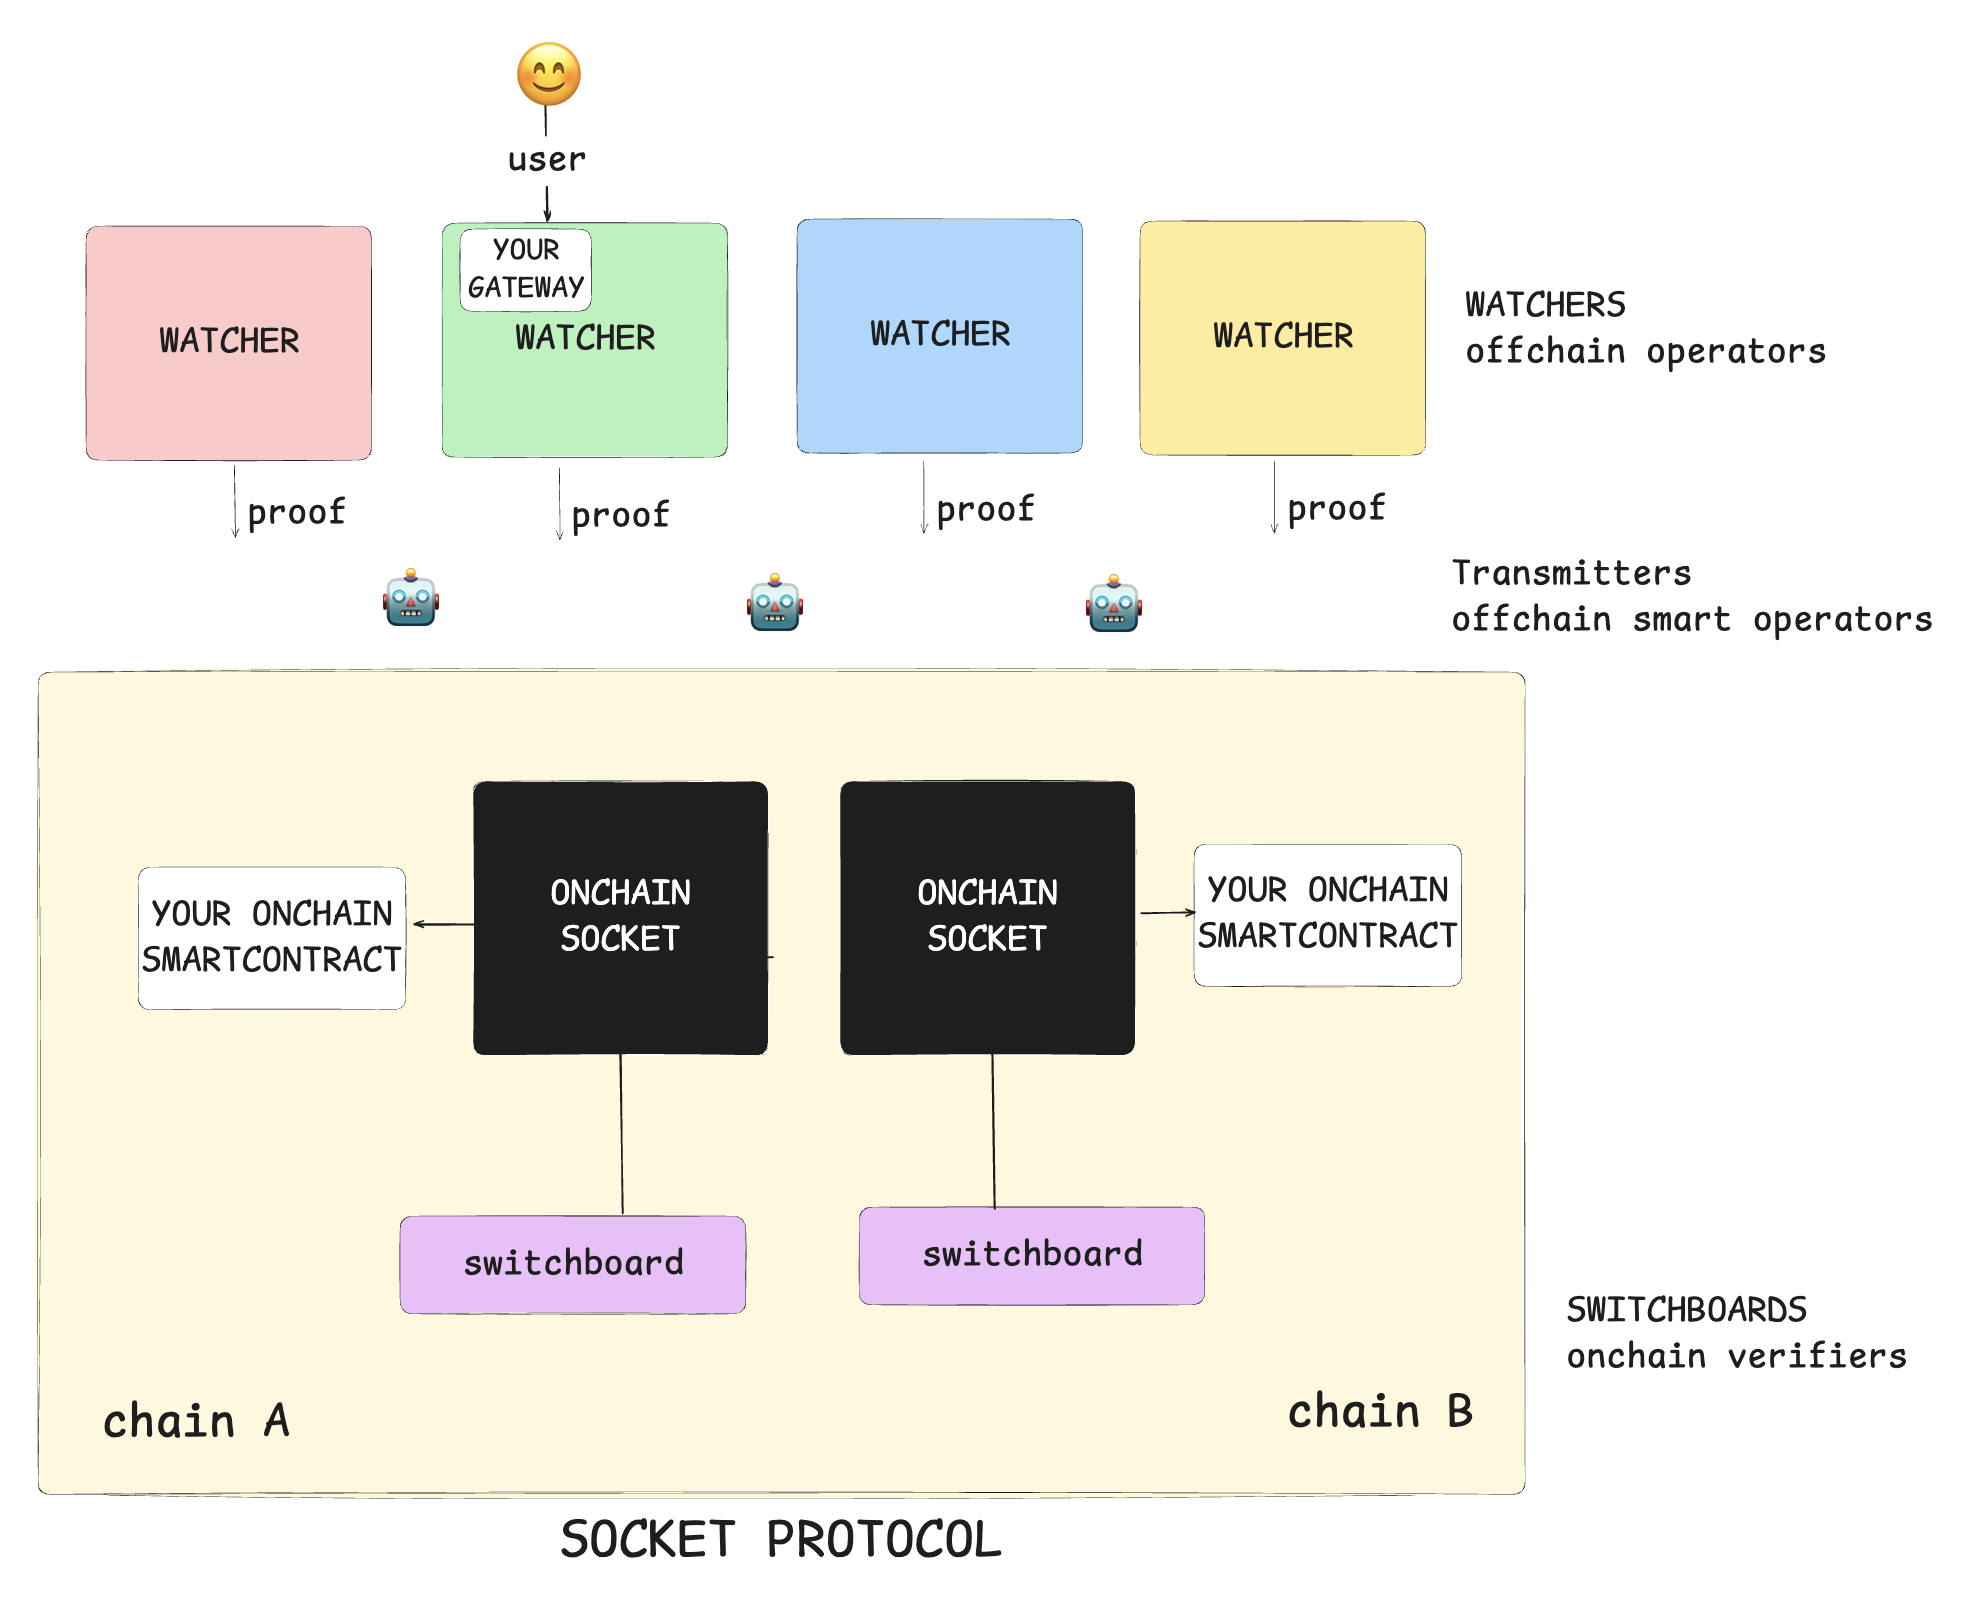 user
YOUR
GATEWAY
WATCHER
WATCHER
WATCHER
WATCHER
WATCHERS
offchain operators
proof
proof
proof
proof
Transmitters
offchain smart operators
YOUR ONCHAIN
SMARTCONTRACT
ONCHAIN
SOCKET
ONCHAIN
SOCKET
YOUR ONCHAIN
SMARTCONTRACT
switchboard
switchboard
SWITCHBOARDS
onchain verifiers
chain A
chain B
SOCKET PROTOCOL